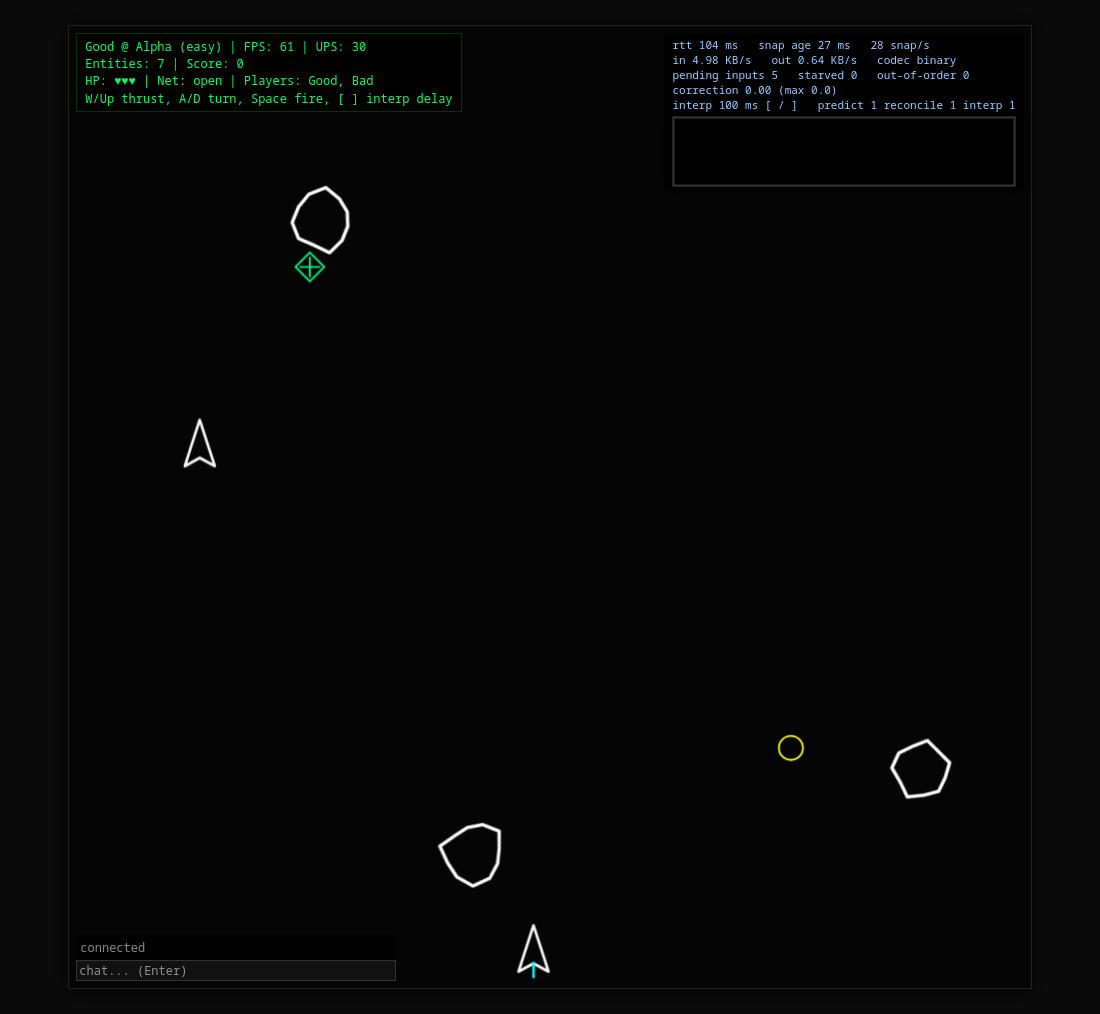 Good @ Alpha (easy) | FPS: 61 | UPS: 30
Entities: 7 | Score: 0
HP: ♥♥♥ | Net: open | Players: Good, Bad
W/Up thrust, A/D turn, Space fire, [ ] interp delay
rtt 104 ms   snap age 27 ms   28 snap/s
in 4.98 KB/s   out 0.64 KB/s   codec binary
pending inputs 5   starved 0   out-of-order 0
correction 0.00 (max 0.0)
interp 100 ms [ / ]   predict 1 reconcile 1 interp 1
connected
chat... (Enter)